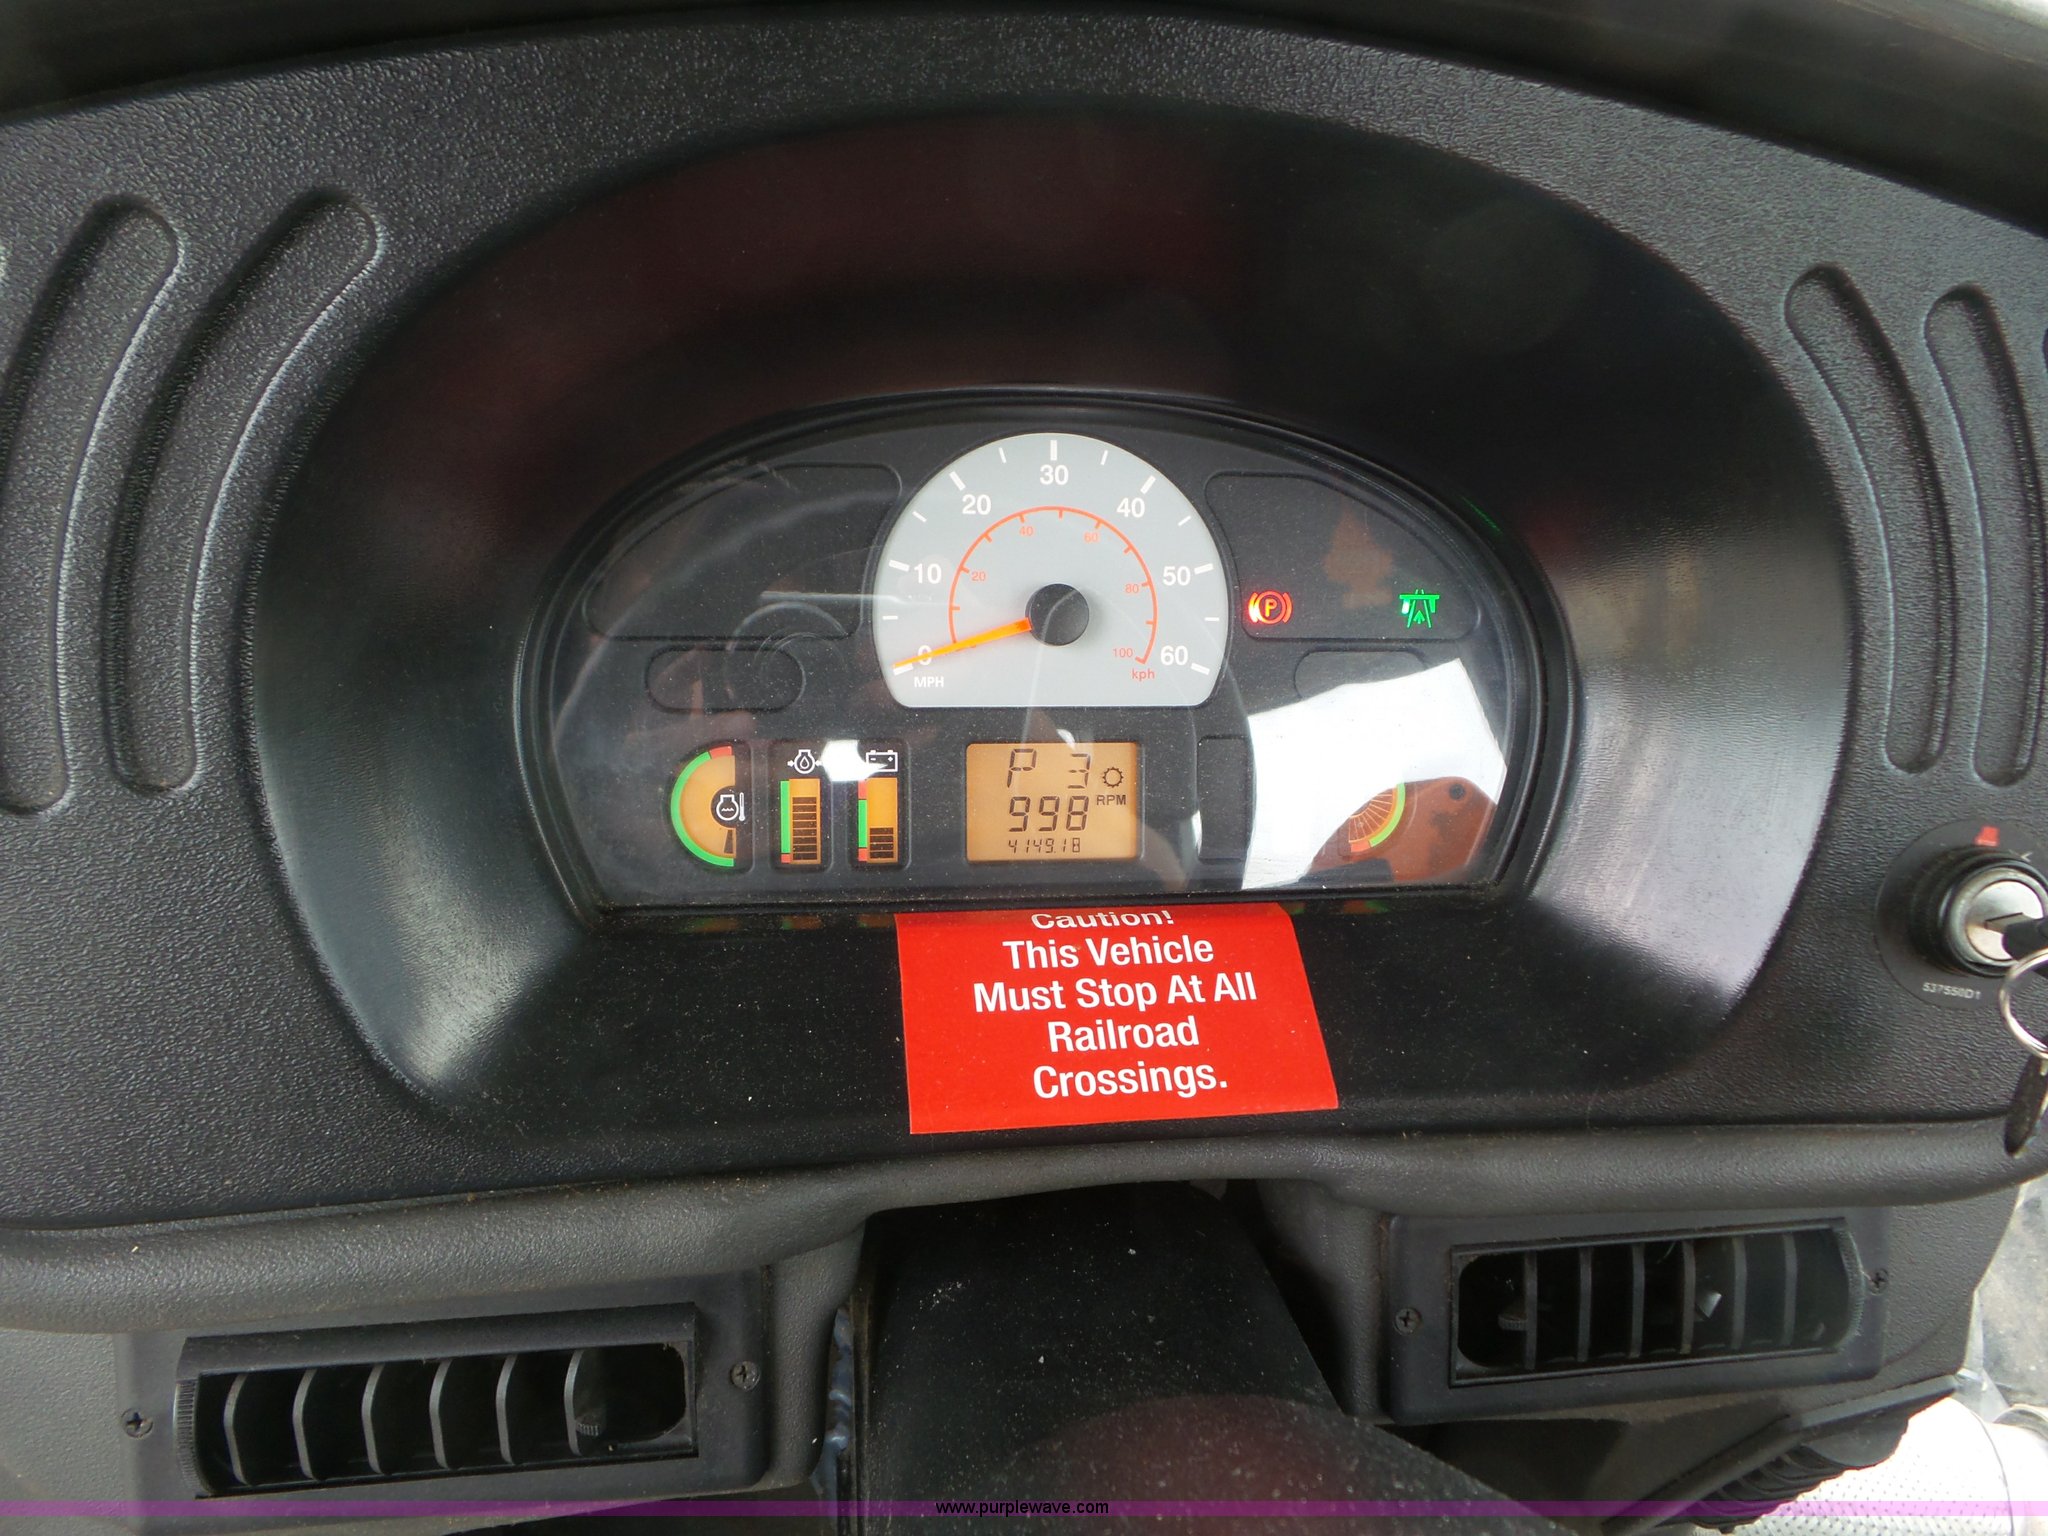 30
20
40
40
60
10
20
50
80
P
0
100
60
MPH
kph
P 3
998 RPM
4149.18
Caution!
This Vehicle
Must Stop At All
Railroad
Crossings.
537550D1
www.purplewave.com